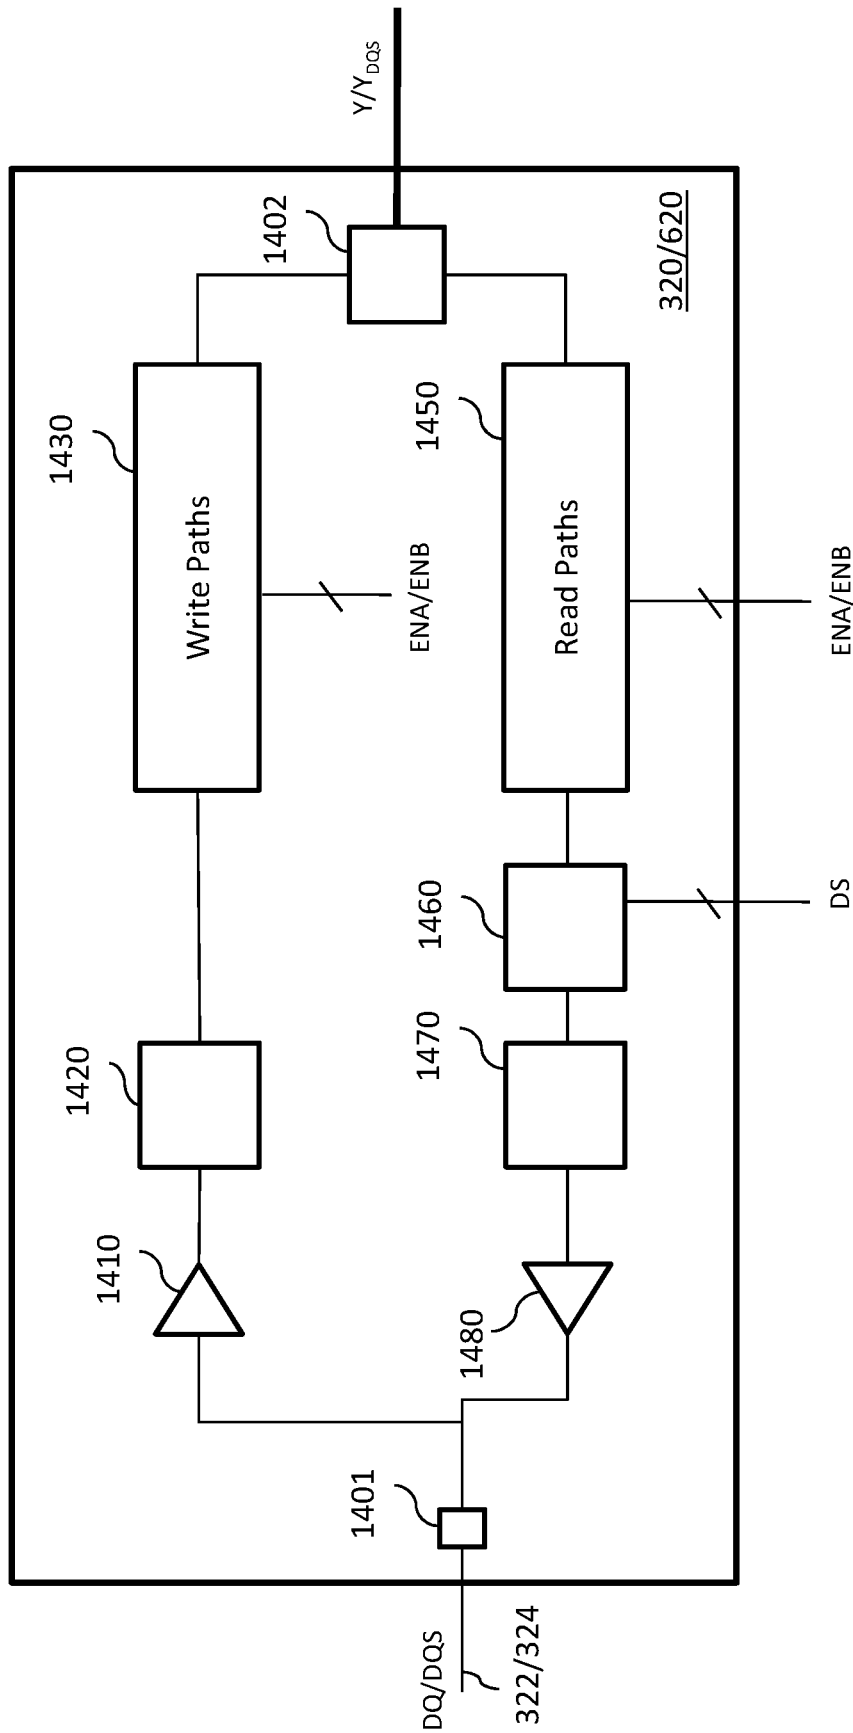 1402
Y/YDQS
1430
Write Paths
ENA/ENB
1420
1410
1450
Read Paths
320/620
ENA/ENB
1460
DS
1470
1480
1401
DQ/DQS
322/324